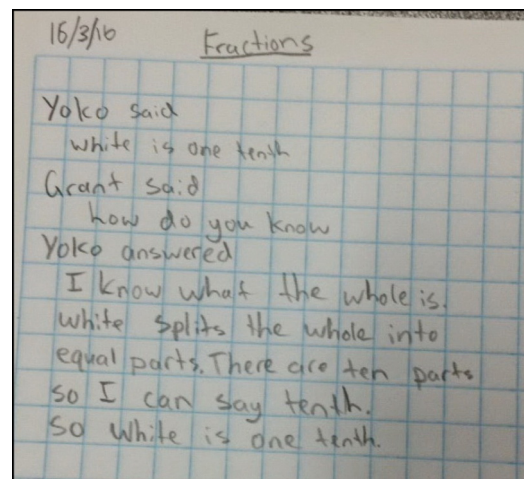 16/3/16
Fractions
Yoko said
white is one tenth
Grant said
how do you know
Yoko answered
I know what the whole is.
white splits the whole into
equal parts. There are ten parts
so I can say tenth.
So white is one tenth.